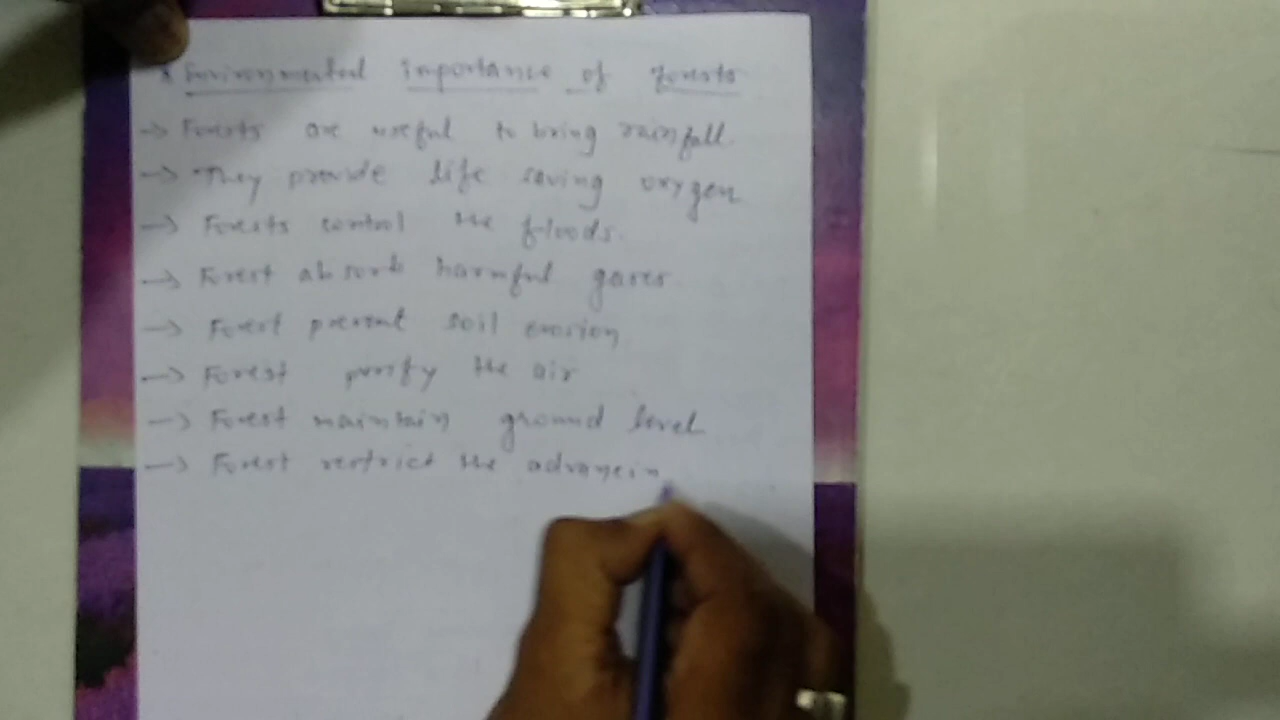 * Environmental importance of forests
→ Forests are useful to bring rainfall.
→ They provide life saving oxygen
→ Forests control the floods.
→ Forest absorb harmful gases.
→ Forest prevent soil erosion
→ Forest purify the air
→ Forest maintain ground level
→ Forest restrict the advancin